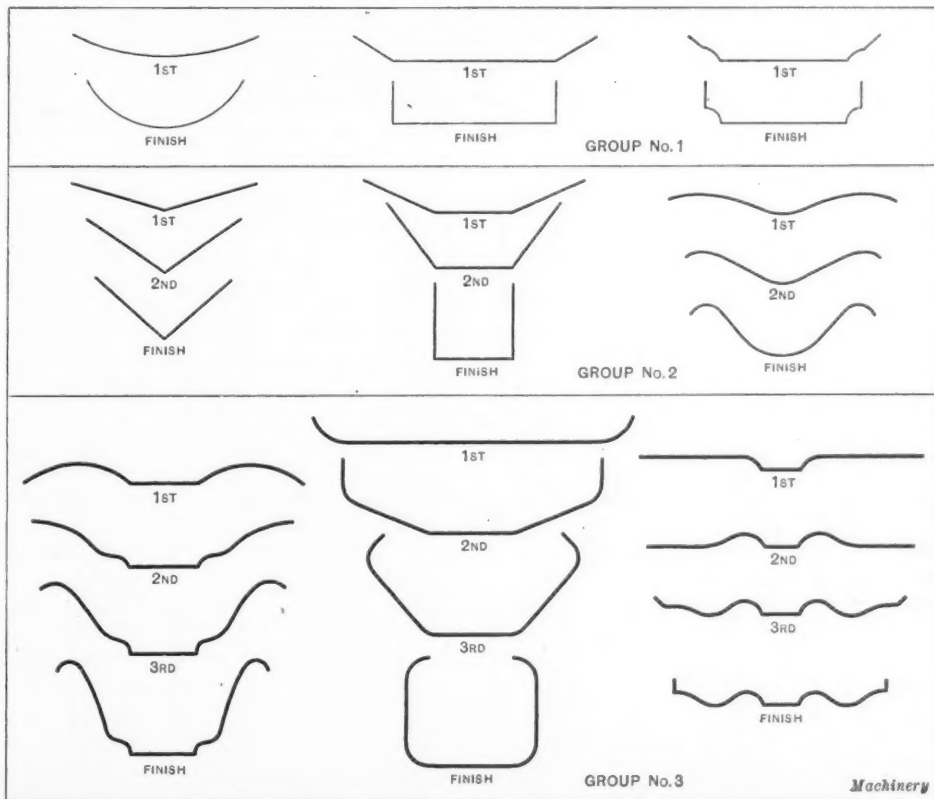 1ST 1ST 1ST
FINISH FINISH FINISH
GROUP No.1
1ST 1ST 1ST
2ND 2ND 2ND
FINISH FINISH FINISH
GROUP No.2
1ST 1ST 1ST
2ND 2ND 2ND
3RD 3RD 3RD
FINISH FINISH FINISH
GROUP No.3
Machinery